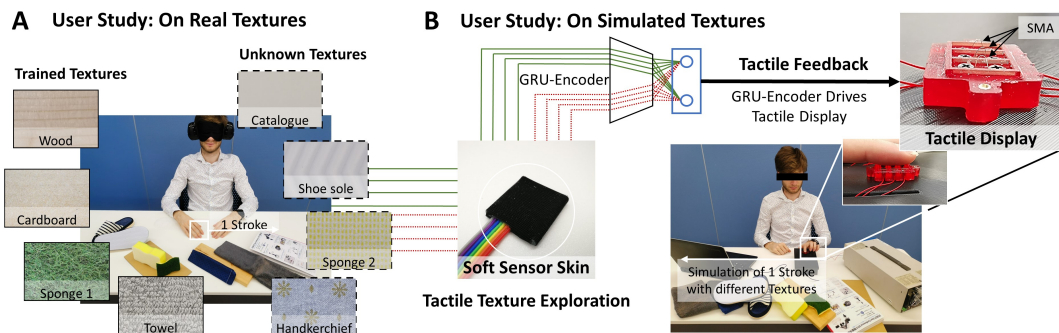 A
User Study: On Real Textures
Trained Textures
Unknown Textures
Wood
Cardboard
Sponge 1
Towel
Catalogue
Shoe sole
Sponge 2
Handkerchief
1 Stroke
B
User Study: On Simulated Textures
GRU-Encoder
Tactile Feedback
GRU-Encoder Drives
Tactile Display
SMA
Tactile Display
Soft Sensor Skin
Tactile Texture Exploration
Simulation of 1 Stroke
with different Textures